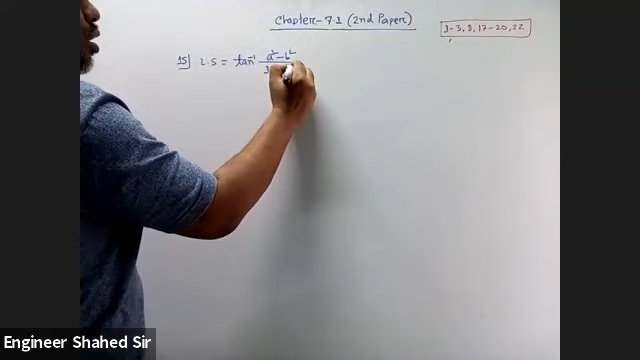 Chapter-7.1 (2nd Paper)
1-3, 8, 17-20, 22
15] L.S = tan⁻¹ a²-b²
1
Engineer Shahed Sir